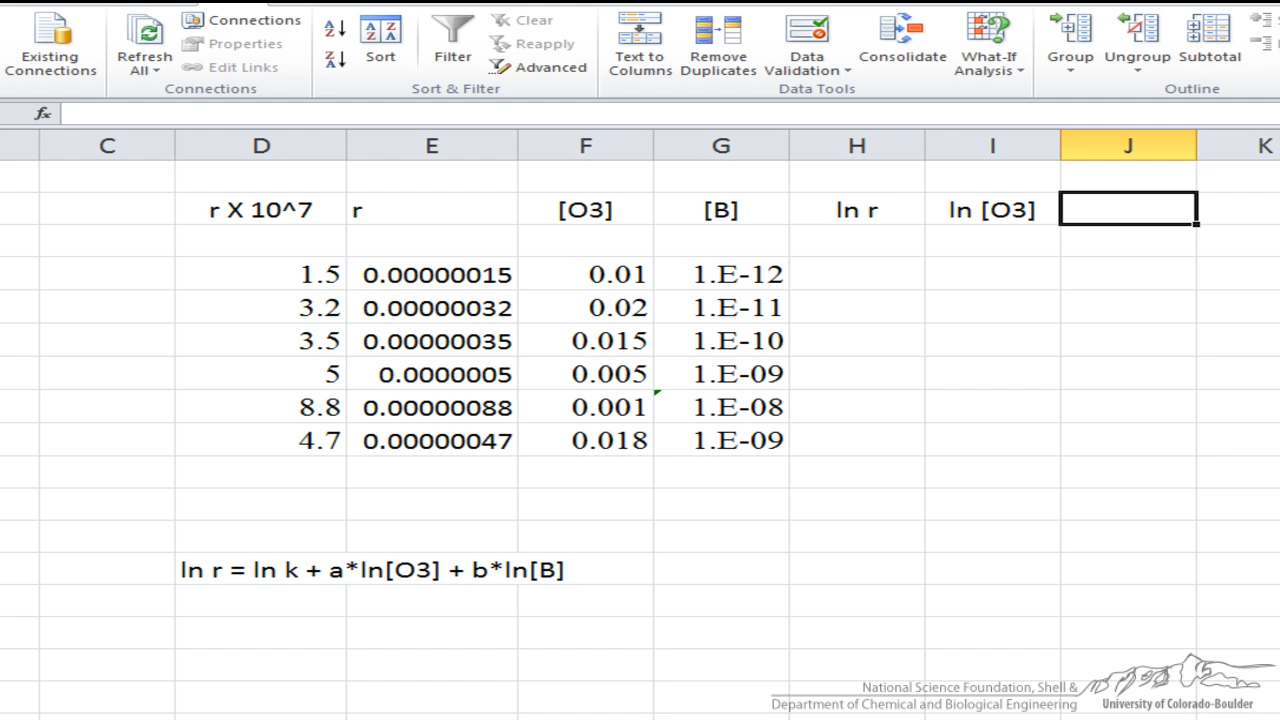 Existing Connections
Refresh All
Connections
Properties
Edit Links
Connections
Sort
Filter
Clear
Reapply
Advanced
Sort & Filter
Text to Columns
Remove Duplicates
Data Validation
Consolidate
What-If Analysis
Data Tools
Group
Ungroup
Subtotal
Outline
fx
C D E F G H I J K
r X 10^7 r [O3] [B] ln r ln [O3]
1.5 0.00000015 0.01 1.E-12
3.2 0.00000032 0.02 1.E-11
3.5 0.00000035 0.015 1.E-10
5 0.0000005 0.005 1.E-09
8.8 0.00000088 0.001 1.E-08
4.7 0.00000047 0.018 1.E-09
ln r = ln k + a*ln[O3] + b*ln[B]
National Science Foundation, Shell &
Department of Chemical and Biological Engineering
University of Colorado-Boulder